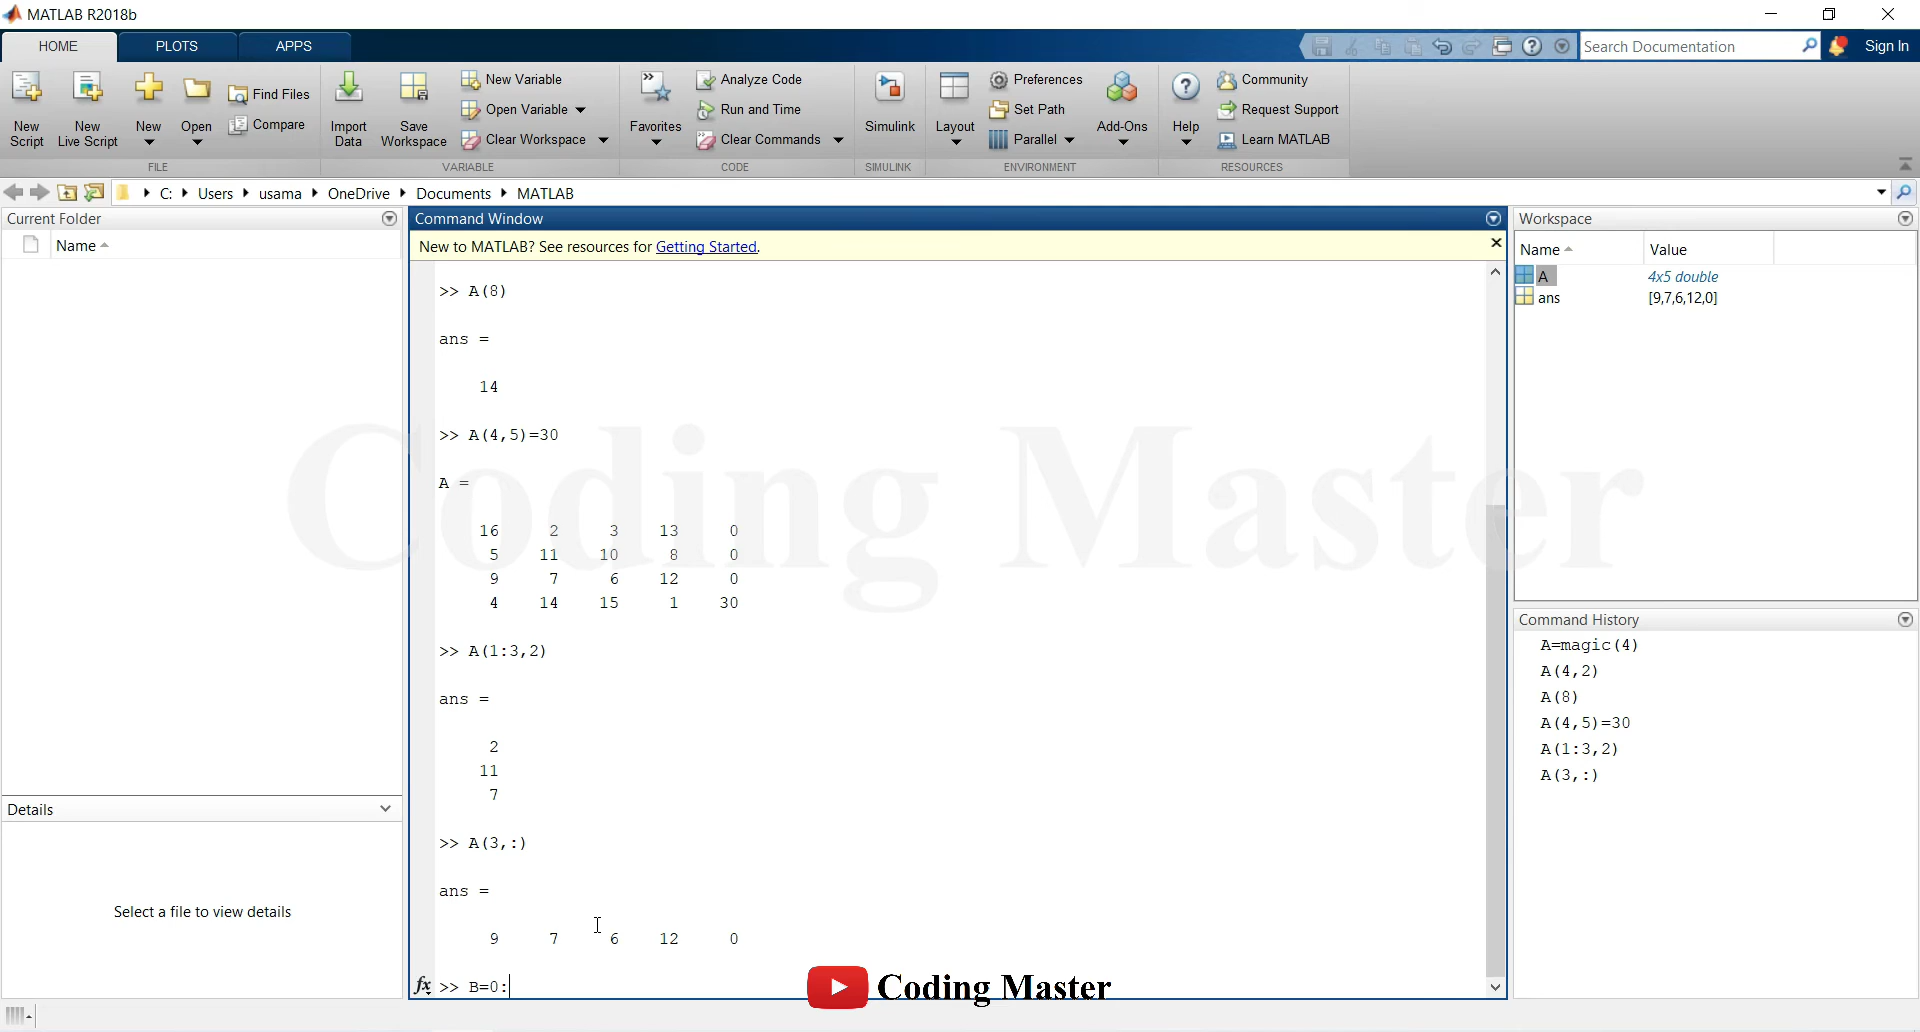 MATLAB R2018b
HOME PLOTS APPS
Search Documentation
Sign In
New Script
New Live Script
New
Open
Find Files
Compare
FILE
Import Data
Save Workspace
New Variable
Open Variable
Clear Workspace
VARIABLE
Favorites
Analyze Code
Run and Time
Clear Commands
CODE
Simulink
SIMULINK
Layout
Preferences
Set Path
Parallel
Add-Ons
ENVIRONMENT
Help
Community
Request Support
Learn MATLAB
RESOURCES
C: Users usama OneDrive Documents MATLAB
Current Folder
Name
Details
Select a file to view details
Command Window
New to MATLAB? See resources for Getting Started.
>> A(8)
ans =
14
>> A(4,5)=30
A =
16 2 3 13 0
5 11 10 8 0
9 7 6 12 0
4 14 15 1 30
>> A(1:3,2)
ans =
2
11
7
>> A(3,:)
ans =
9 7 6 12 0
fx >> B=0:
Coding Master
Coding Master
Workspace
Name Value
A 4x5 double
ans [9,7,6,12,0]
Command History
A=magic(4)
A(4,2)
A(8)
A(4,5)=30
A(1:3,2)
A(3,:)